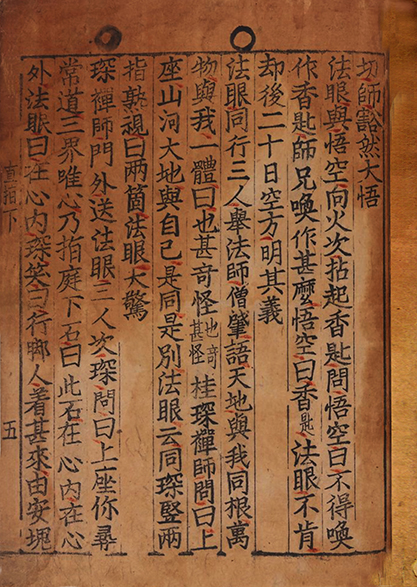 切師豁然大悟
法眼與悟空向火次拈起香匙問悟空曰不得喚
作香匙師兄喚作甚麽悟空曰香匙法眼不肯
却後二十日空方明其義
法眼同行三人擧法師僧肇語天地與我同根萬
物與我一體曰也甚竒怪也竒甚怪桂琛禪師問曰上
座山河大地與自己是同是別法眼云同琛竪兩
指熟視曰兩箇法眼大驚
琛禪師門外送法眼三人次琛問曰上座你尋
常道三界唯心乃指庭下石曰此石在心內在心
外法眼曰在心內琛笑曰行脚人着甚來由安塊
直指下 五